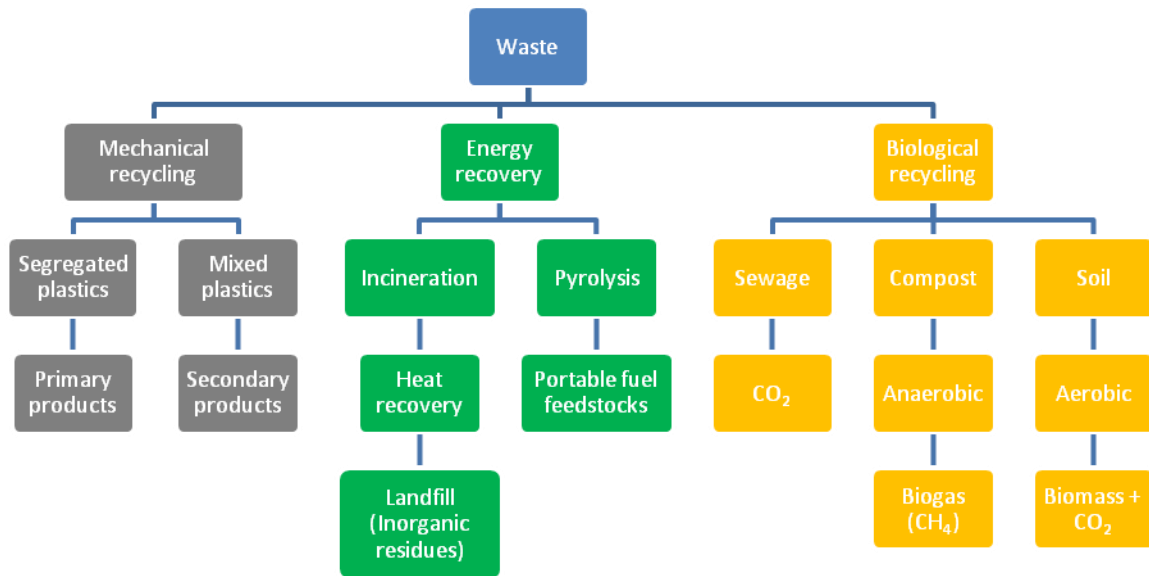 Waste
Mechanical
recycling
Energy
recovery
Biological
recycling
Segregated
plastics
Mixed
plastics
Incineration
Pyrolysis
Sewage
Compost
Soil
Primary
products
Secondary
products
Heat
recovery
Portable fuel
feedstocks
CO₂
Anaerobic
Aerobic
Landfill
(Inorganic
residues)
Biogas
(CH₄)
Biomass +
CO₂